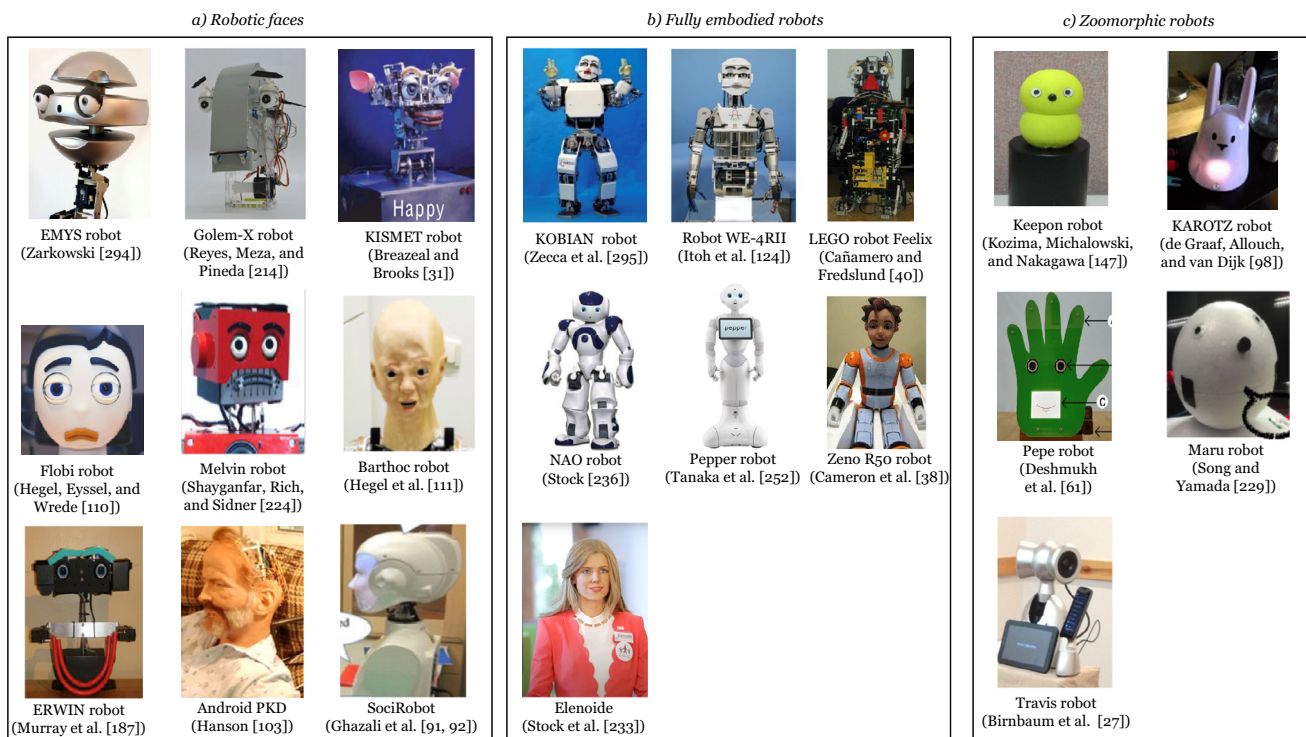 a) Robotic faces
b) Fully embodied robots
c) Zoomorphic robots
Happy
EMYS robot
(Zarkowski [294])
Golem-X robot
(Reyes, Meza, and
Pineda [214])
KISMET robot
(Breazeal and
Brooks [31])
KOBIAN robot
(Zecca et al. [295])
Robot WE-4RII
(Itoh et al. [124])
LEGO robot Feelix
(Cañamero and
Fredslund [40])
Keepon robot
(Kozima, Michalowski,
and Nakagawa [147])
KAROTZ robot
(de Graaf, Allouch,
and van Dijk [98])
pepper
C
Flobi robot
(Hegel, Eyssel, and
Wrede [110])
Melvin robot
(Shayganfar, Rich,
and Sidner [224])
Barthoc robot
(Hegel et al. [111])
NAO robot
(Stock [236])
Pepper robot
(Tanaka et al. [252])
Zeno R50 robot
(Cameron et al. [38])
Pepe robot
(Deshmukh
et al. [61])
Maru robot
(Song and
Yamada [229])
ERWIN robot
(Murray et al. [187])
Android PKD
(Hanson [103])
SociRobot
(Ghazali et al. [91, 92])
Elenoide
(Stock et al. [233])
Travis robot
(Birnbaum et al. [27])